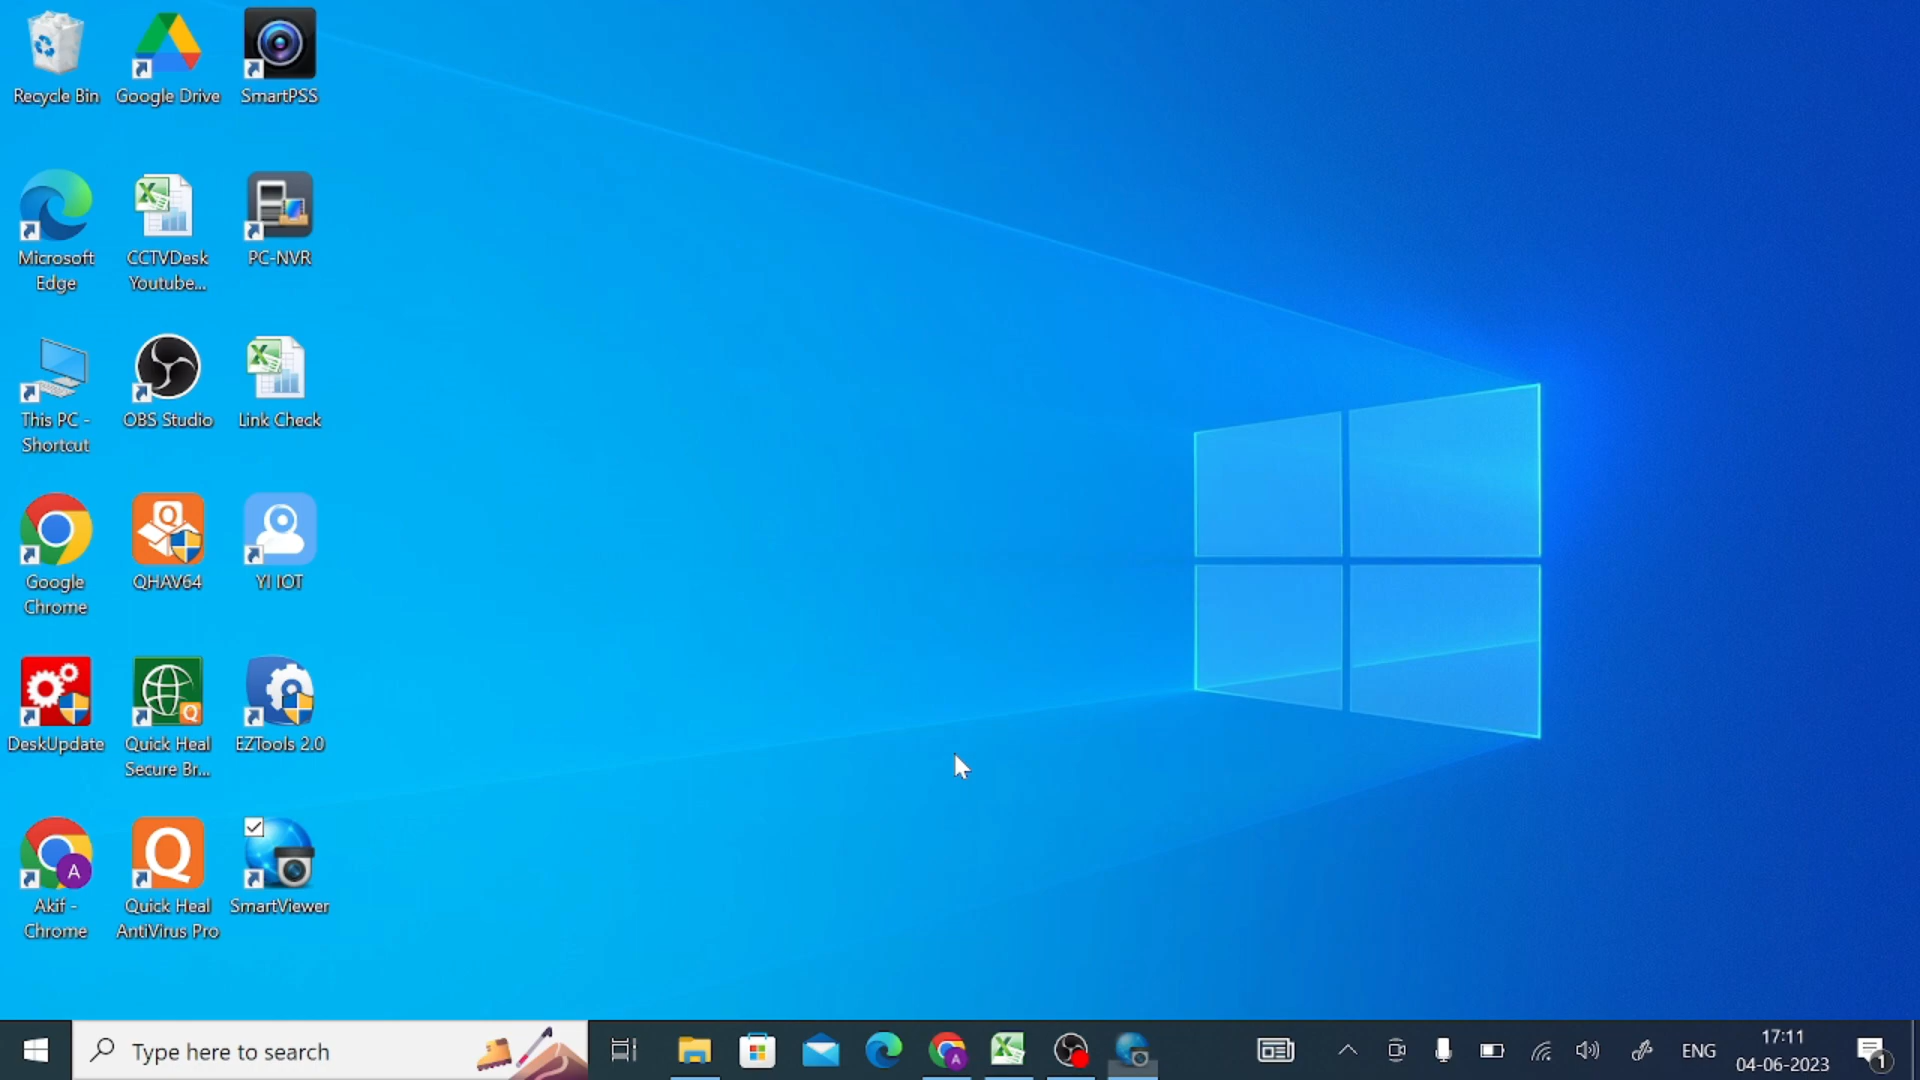 Recycle Bin
Google Drive
SmartPSS
Microsoft
Edge
CCTVDesk
Youtube...
PC-NVR
This PC -
Shortcut
OBS Studio
Link Check
Google
Chrome
QHAV64
YI IOT
DeskUpdate
Quick Heal
Secure Br...
EZTools 2.0
A
Akif -
Chrome
Quick Heal
AntiVirus Pro
SmartViewer
Type here to search
A
ENG
17:11
04-06-2023
1